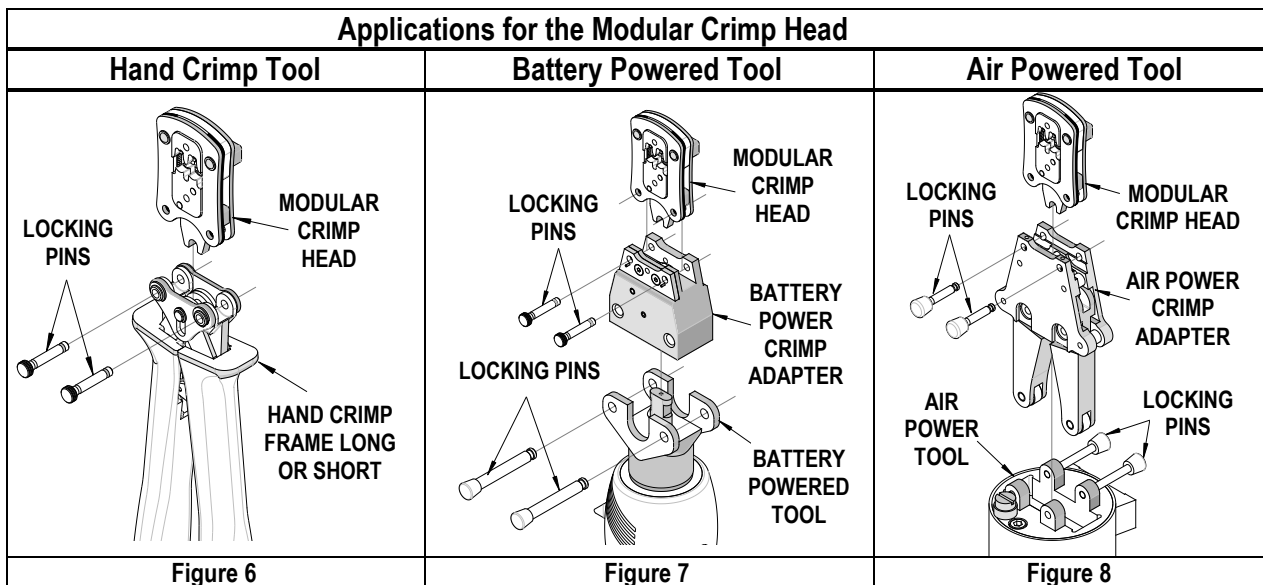 Applications for the Modular Crimp Head
Hand Crimp Tool
Battery Powered Tool
Air Powered Tool
LOCKING
PINS
MODULAR
CRIMP
HEAD
HAND CRIMP
FRAME LONG
OR SHORT
LOCKING
PINS
MODULAR
CRIMP
HEAD
BATTERY
POWER
CRIMP
ADAPTER
LOCKING PINS
BATTERY
POWERED
TOOL
LOCKING
PINS
MODULAR
CRIMP HEAD
AIR POWER
CRIMP
ADAPTER
AIR
POWER
TOOL
LOCKING
PINS
Figure 6
Figure 7
Figure 8